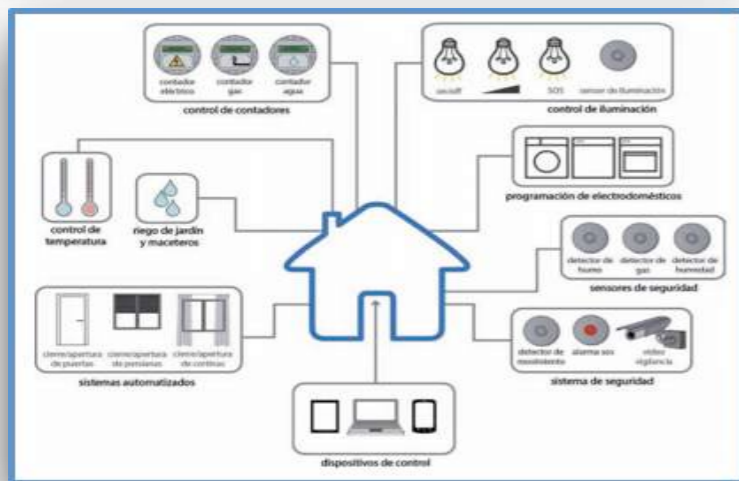 contador eléctrico
contador gas
contador agua
control de contadores
on/off
SOS
sensor de iluminación
control de iluminación
control de temperatura
riego de jardín y maceteros
programación de electrodomésticos
detector de humo
detector de gas
detector de humedad
sensores de seguridad
cierre/apertura de puertas
cierre/apertura de persianas
cierre/apertura de cortinas
sistemas automatizados
detector de movimiento
alarma sos
video vigilancia
sistema de seguridad
dispositivos de control